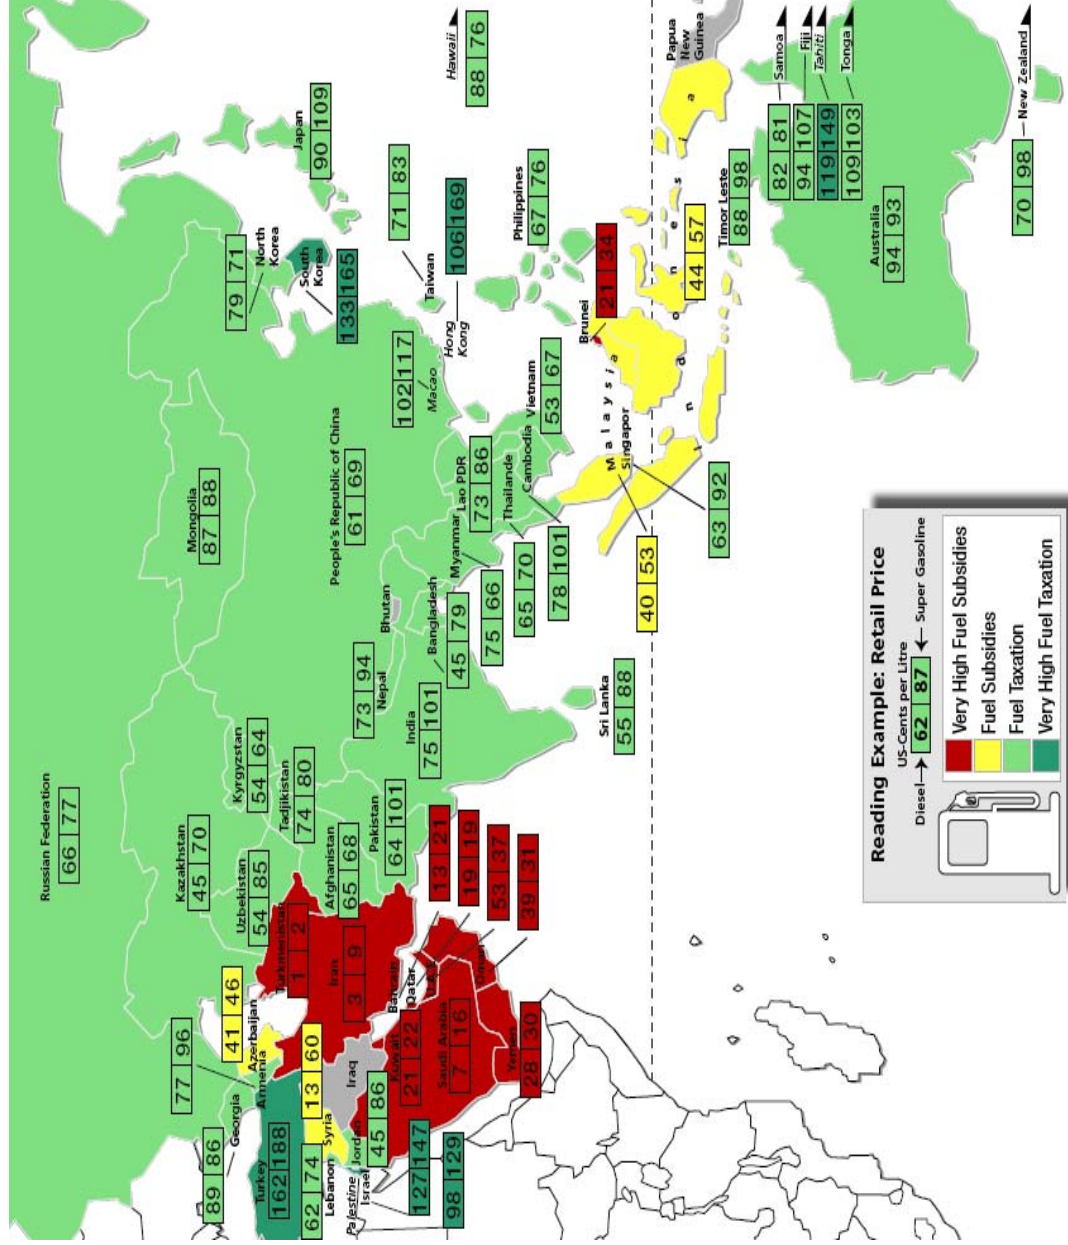 Russian Federation
66 77
Kazakhstan
45 70
Uzbekistan
54 85
Kyrgyzstan
54 64
Tadjikistan
74 80
Turkmenistan
1 2
Afghanistan
65 68
Pakistan
64 101
Iran
3 9
Azerbaijan
41 46
Armenia
77 96
Georgia
89 86
Turkey
162 188
Syria
13 60
Lebanon
62 74
Iraq
Jordan
45 86
Palestine
Israel
127 147
98 129
Kuwait
21 22
Saudi Arabia
7 16
Yemen
28 30
Bahrein
13 21
Qatar
19 19
53 37
Oman
39 31
Mongolia
87 88
People's Republic of China
61 69
Bhutan
Nepal
73 94
India
75 101
Bangladesh
45 79
Myanmar
75 66
Sri Lanka
55 88
Lao PDR
73 86
Thailande
65 70
Cambodia
78 101
Vietnam
53 67
Macao
102 117
Hong
Kong
106 169
Taiwan
71 83
North
Korea
79 71
South
Korea
133 165
Japan
90 109
Philippines
67 76
Brunei
21 34
Malaysia
40 53
Singapor
63 92
Indonesia
44 57
Timor Leste
88 98
Papua
New
Guinea
Hawaii
88 76
Samoa
82 81
Fiji
94 107
Tahiti
119 149
Tonga
109 103
Australia
94 93
New Zealand
70 98
Reading Example: Retail Price
US-Cents per Litre
Diesel 62 87 Super Gasoline
Very High Fuel Subsidies
Fuel Subsidies
Fuel Taxation
Very High Fuel Taxation